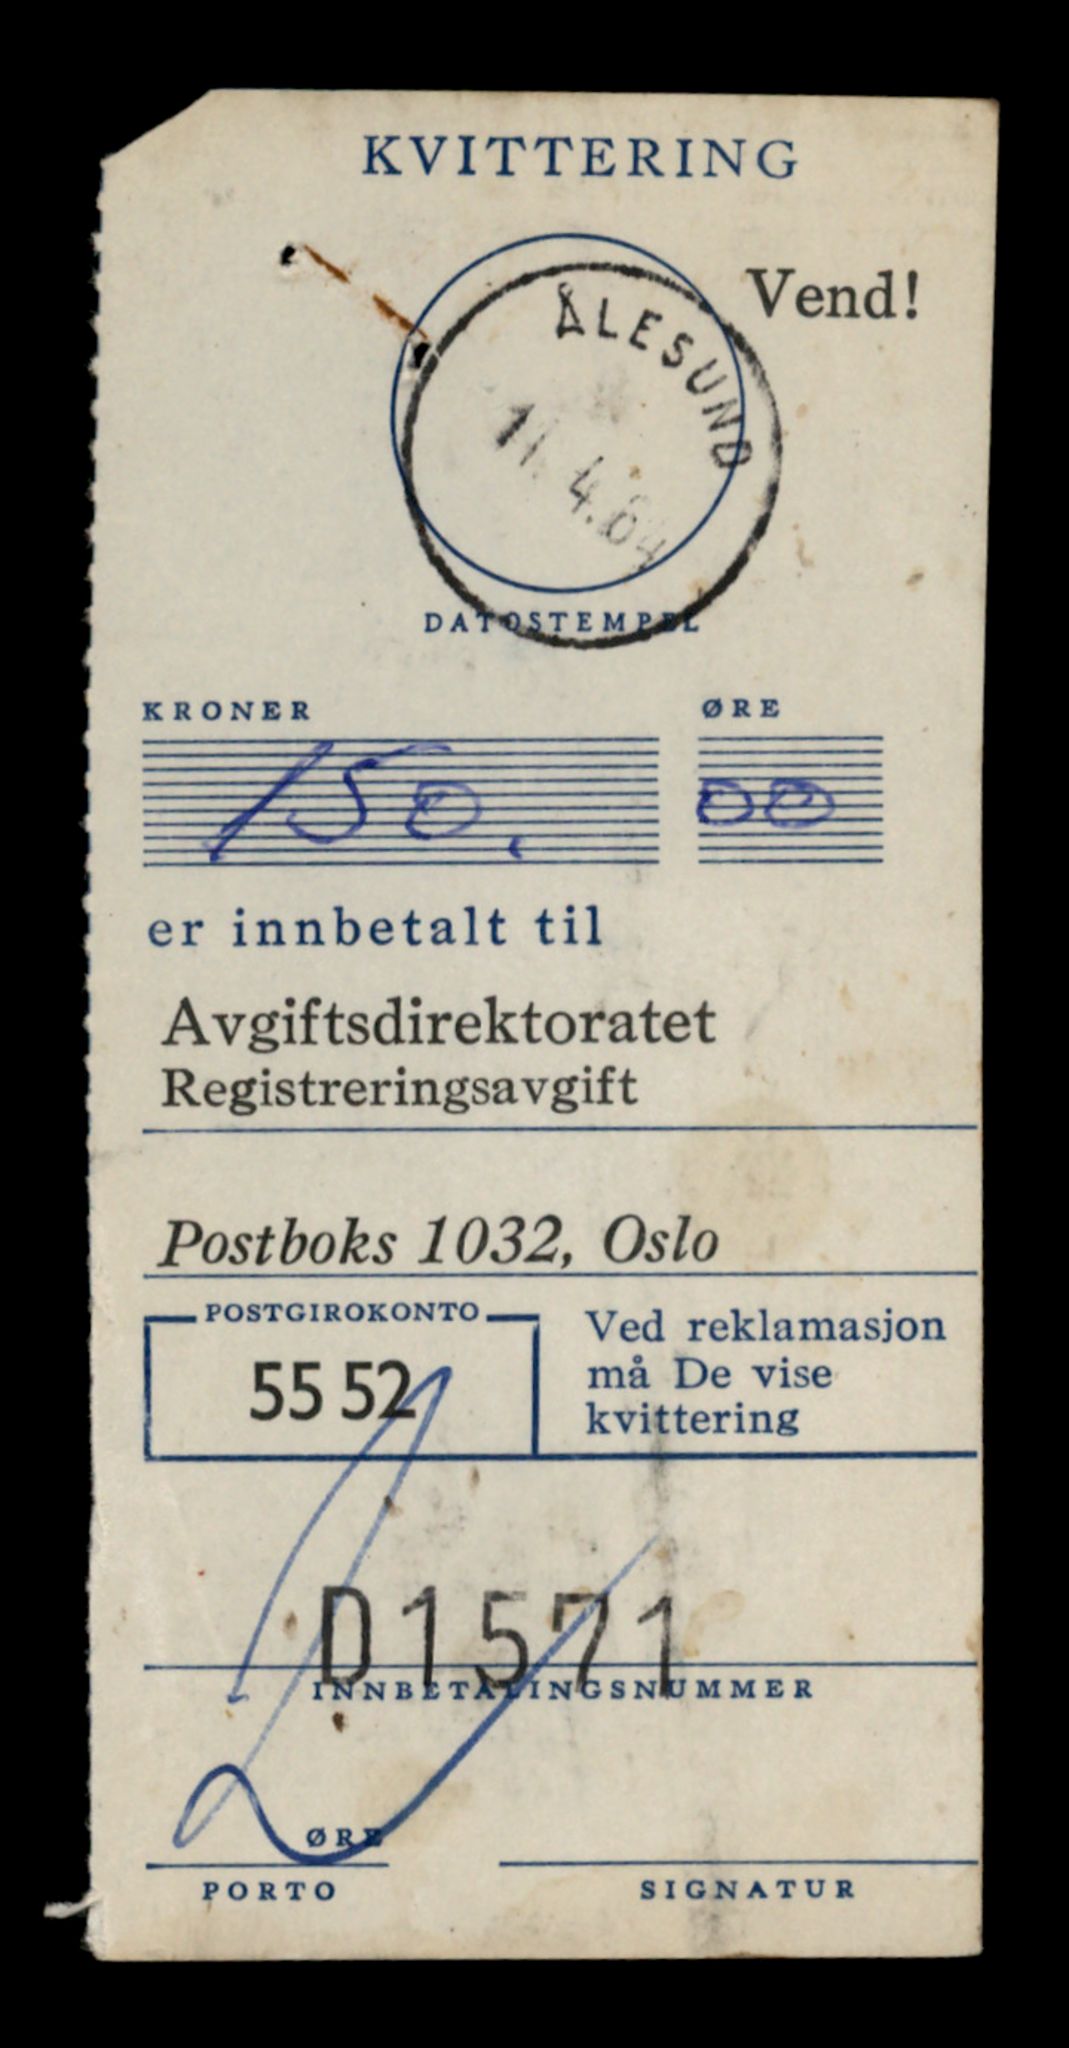 KVITTERING
Vend!
ÅLESUND
11.4.64
DATOSTEMPEL
KRONER ØRE
150. 00
er innbetalt til
Avgiftsdirektoratet
Registreringsavgift
Postboks 1032, Oslo
POSTGIROKONTO
55 52
Ved reklamasjon
må De vise
kvittering
D1571
INNBETALINGSNUMMER
ØRE
PORTO
SIGNATUR